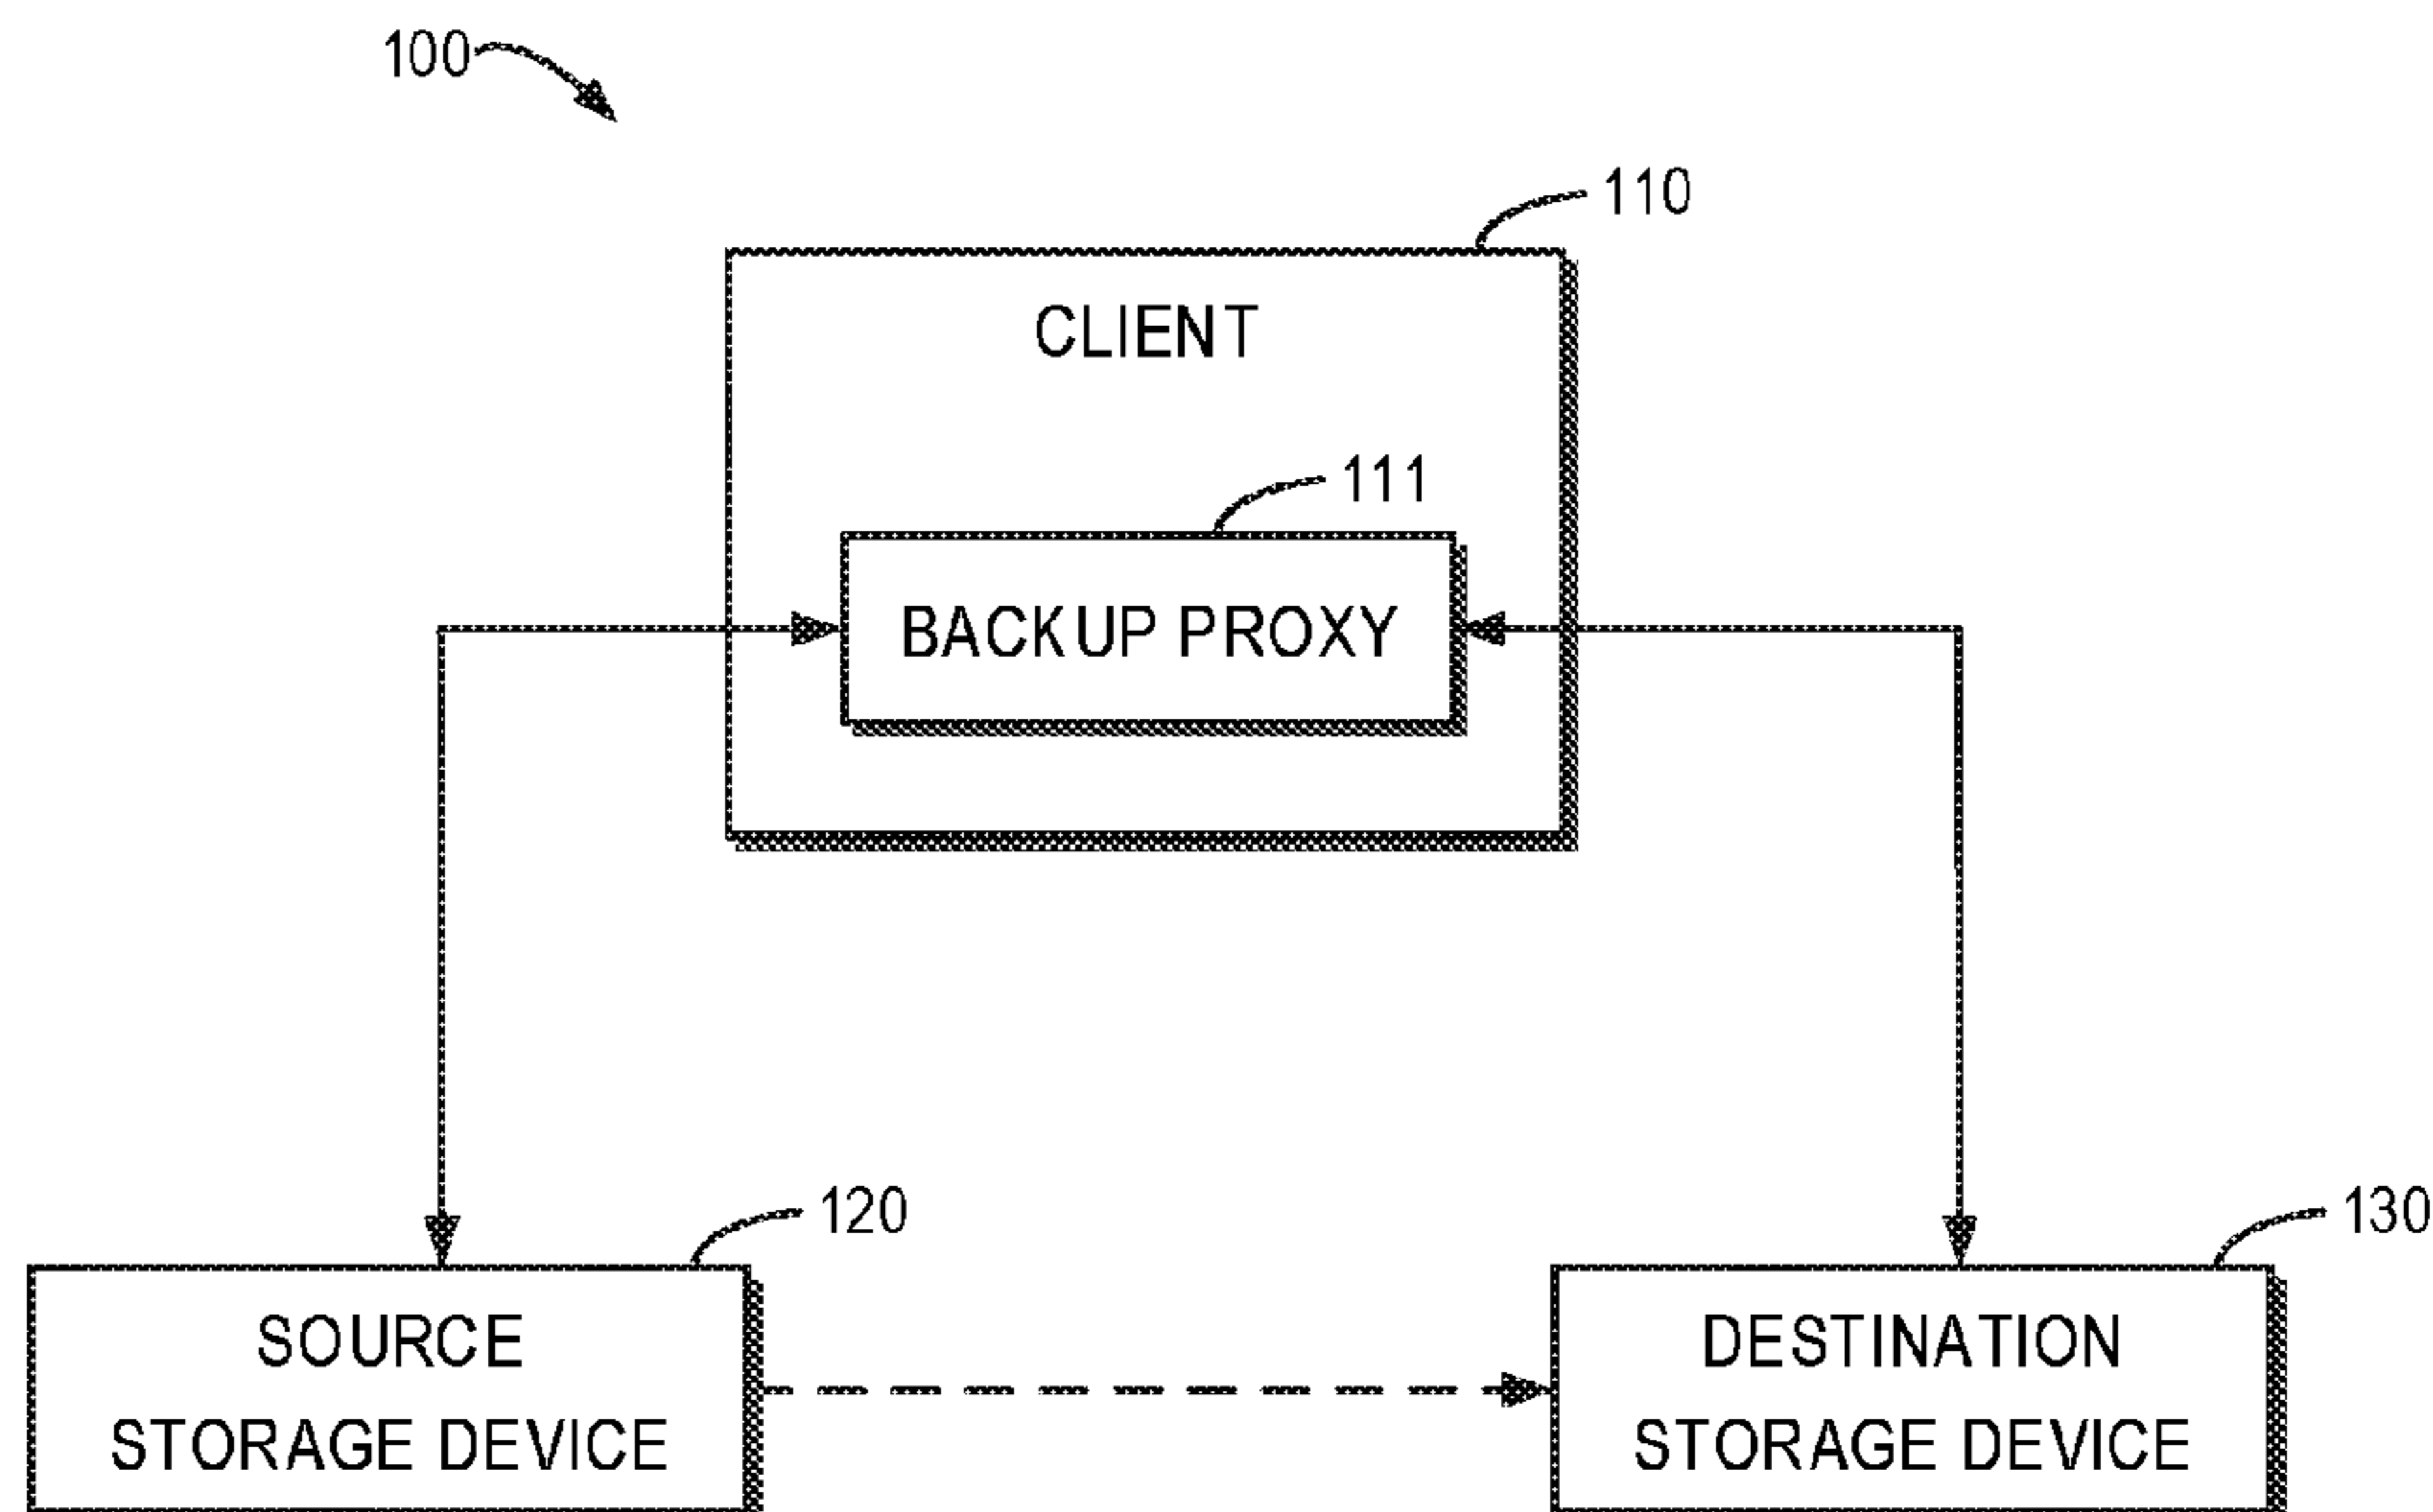 100
110
CLIENT
111
BACKUP PROXY
120
130
SOURCE
STORAGE DEVICE
DESTINATION
STORAGE DEVICE